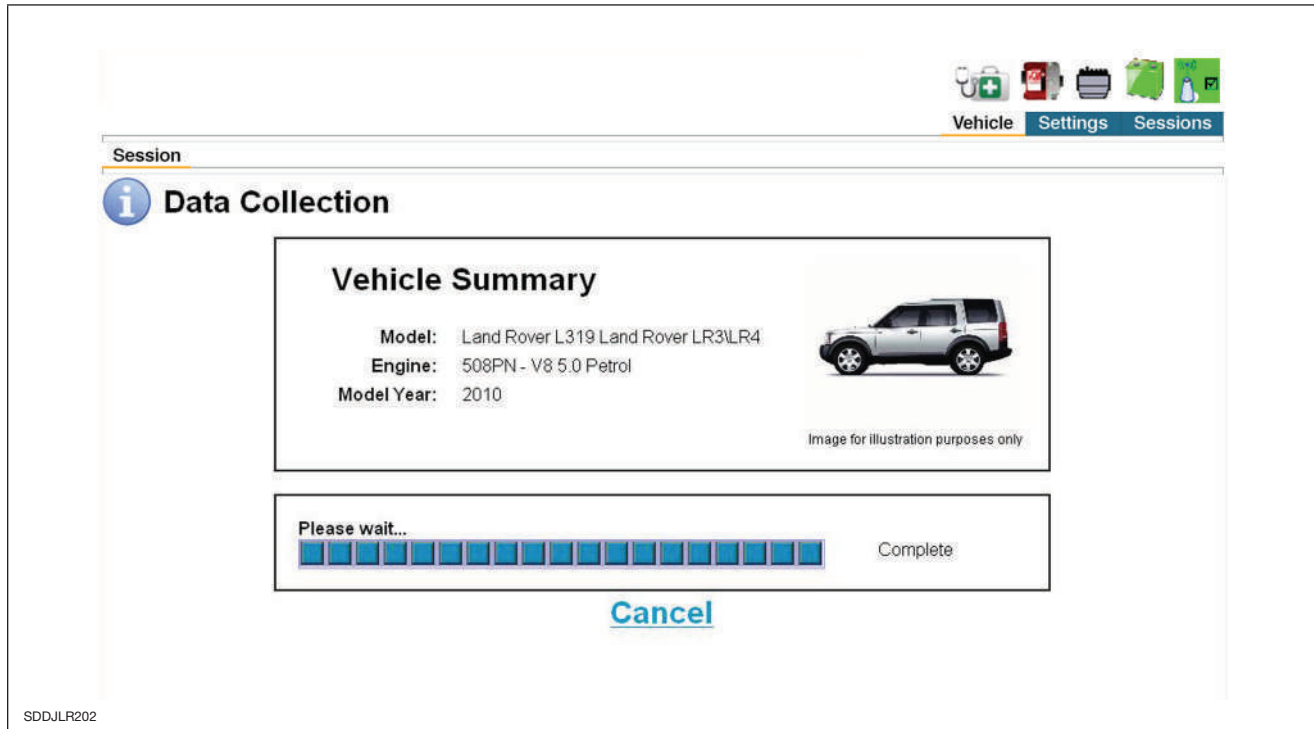 Vehicle Settings Sessions
Session
Data Collection
Vehicle Summary
Model: Land Rover L319 Land Rover LR3\LR4
Engine: 508PN - V8 5.0 Petrol
Model Year: 2010
Image for illustration purposes only
Please wait...
Complete
Cancel
SDDJLR202